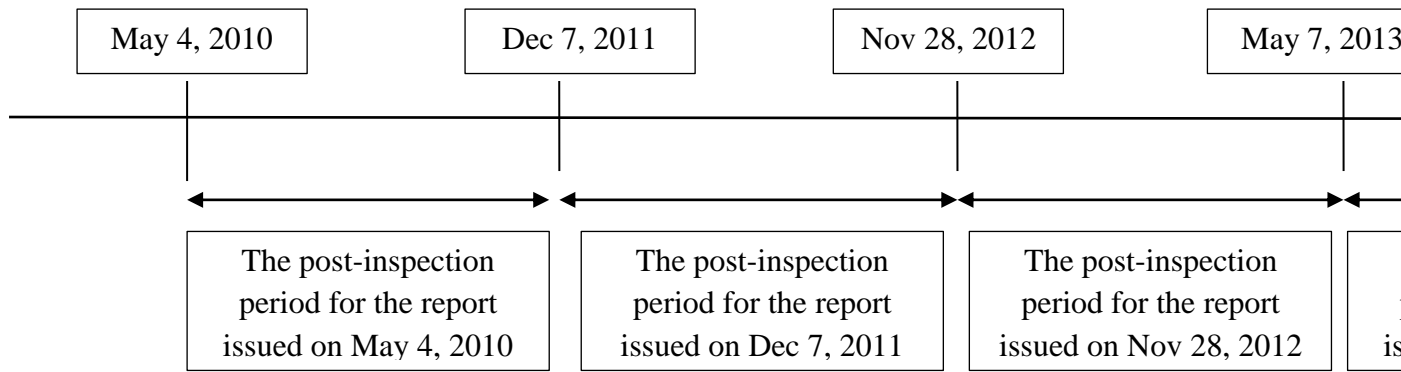 May 4, 2010
Dec 7, 2011
Nov 28, 2012
May 7, 2013
The post-inspection
period for the report
issued on May 4, 2010
The post-inspection
period for the report
issued on Dec 7, 2011
The post-inspection
period for the report
issued on Nov 28, 2012